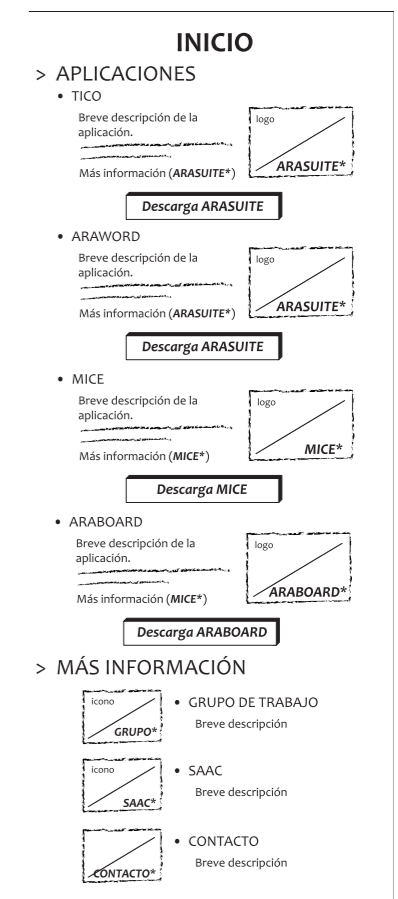 INICIO
> APLICACIONES
• TICO
Breve descripción de la
aplicación.
Más información (ARASUITE*)
logo
ARASUITE*
Descarga ARASUITE
• ARAWORD
Breve descripción de la
aplicación.
Más información (ARASUITE*)
logo
ARASUITE*
Descarga ARASUITE
• MICE
Breve descripción de la
aplicación.
Más información (MICE*)
logo
MICE*
Descarga MICE
• ARABOARD
Breve descripción de la
aplicación.
Más información (MICE*)
logo
ARABOARD*
Descarga ARABOARD
> MÁS INFORMACIÓN
icono
GRUPO*
• GRUPO DE TRABAJO
Breve descripción
icono
SAAC*
• SAAC
Breve descripción
CONTACTO*
• CONTACTO
Breve descripción